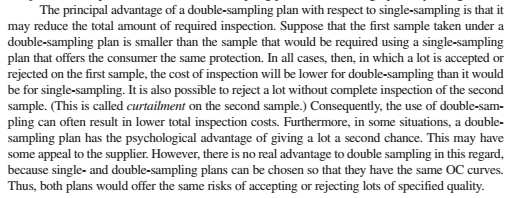 The principal advantage of a double-sampling plan with respect to single-sampling is that it
may reduce the total amount of required inspection. Suppose that the first sample taken under a
double-sampling plan is smaller than the sample that would be required using a single-sampling
plan that offers the consumer the same protection. In all cases, then, in which a lot is accepted or
rejected on the first sample, the cost of inspection will be lower for double-sampling than it would
be for single-sampling. It is also possible to reject a lot without complete inspection of the second
sample. (This is called curtailment on the second sample.) Consequently, the use of double-sam-
pling can often result in lower total inspection costs. Furthermore, in some situations, a double-
sampling plan has the psychological advantage of giving a lot a second chance. This may have
some appeal to the supplier. However, there is no real advantage to double sampling in this regard,
because single- and double-sampling plans can be chosen so that they have the same OC curves.
Thus, both plans would offer the same risks of accepting or rejecting lots of specified quality.